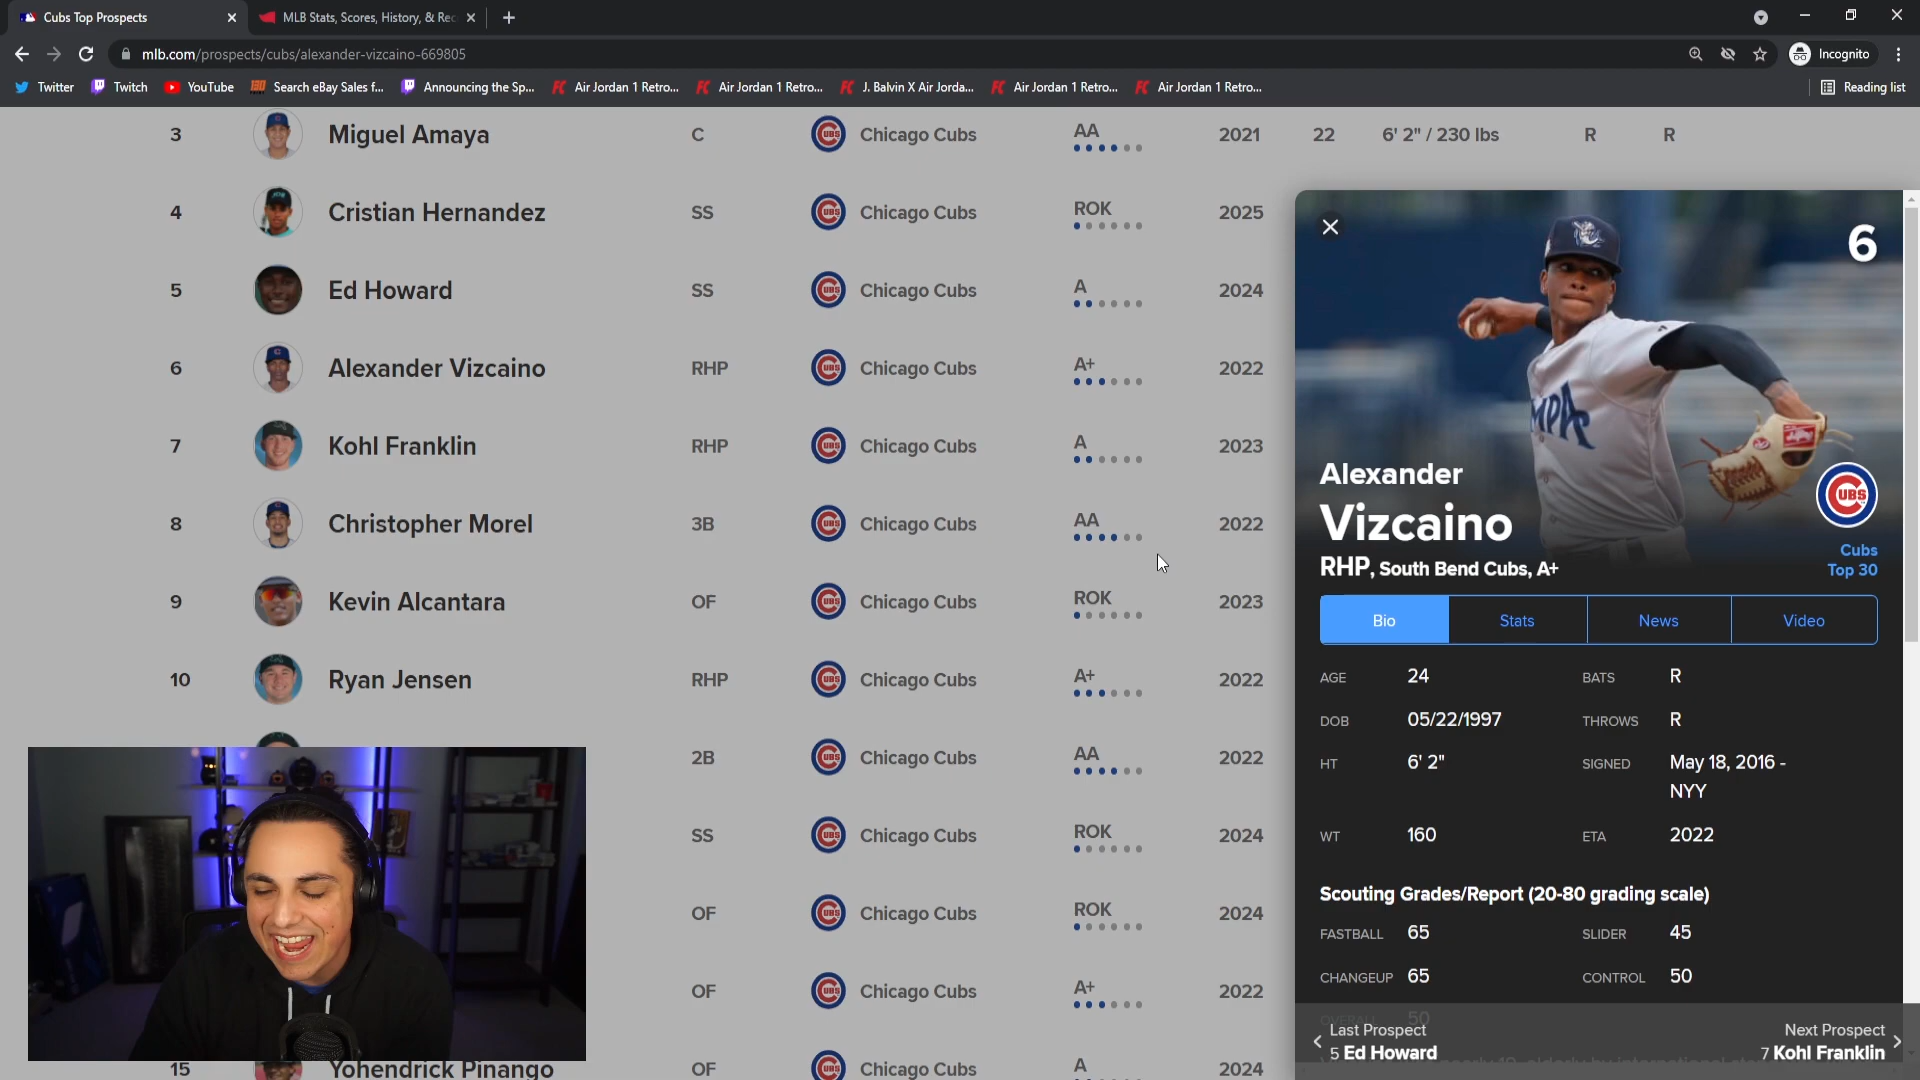 Cubs Top Prospects
MLB Stats, Scores, History, & Rec
mlb.com/prospects/cubs/alexander-vizcaino-669805
Incognito
Twitter Twitch YouTube Search eBay Sales f... Announcing the Sp... Air Jordan 1 Retro... Air Jordan 1 Retro... J. Balvin X Air Jorda... Air Jordan 1 Retro... Air Jordan 1 Retro... Reading list
3 Miguel Amaya C Chicago Cubs AA 2021 22 6' 2" / 230 lbs R R
4 Cristian Hernandez SS Chicago Cubs ROK 2025
5 Ed Howard SS Chicago Cubs A 2024
6 Alexander Vizcaino RHP Chicago Cubs A+ 2022
7 Kohl Franklin RHP Chicago Cubs A 2023
8 Christopher Morel 3B Chicago Cubs AA 2022
9 Kevin Alcantara OF Chicago Cubs ROK 2023
10 Ryan Jensen RHP Chicago Cubs A+ 2022
2B Chicago Cubs AA 2022
SS Chicago Cubs ROK 2024
OF Chicago Cubs ROK 2024
OF Chicago Cubs A+ 2022
15 Yohendrick Pinango OF Chicago Cubs A 2024
6
MPA
Alexander
Vizcaino
RHP, South Bend Cubs, A+
CUBS
Cubs
Top 30
Bio Stats News Video
AGE 24 BATS R
DOB 05/22/1997 THROWS R
HT 6' 2" SIGNED May 18, 2016 -
NYY
WT 160 ETA 2022
Scouting Grades/Report (20-80 grading scale)
FASTBALL 65 SLIDER 45
CHANGEUP 65 CONTROL 50
OVERALL 50
Last Prospect Next Prospect
5 Ed Howard 7 Kohl Franklin